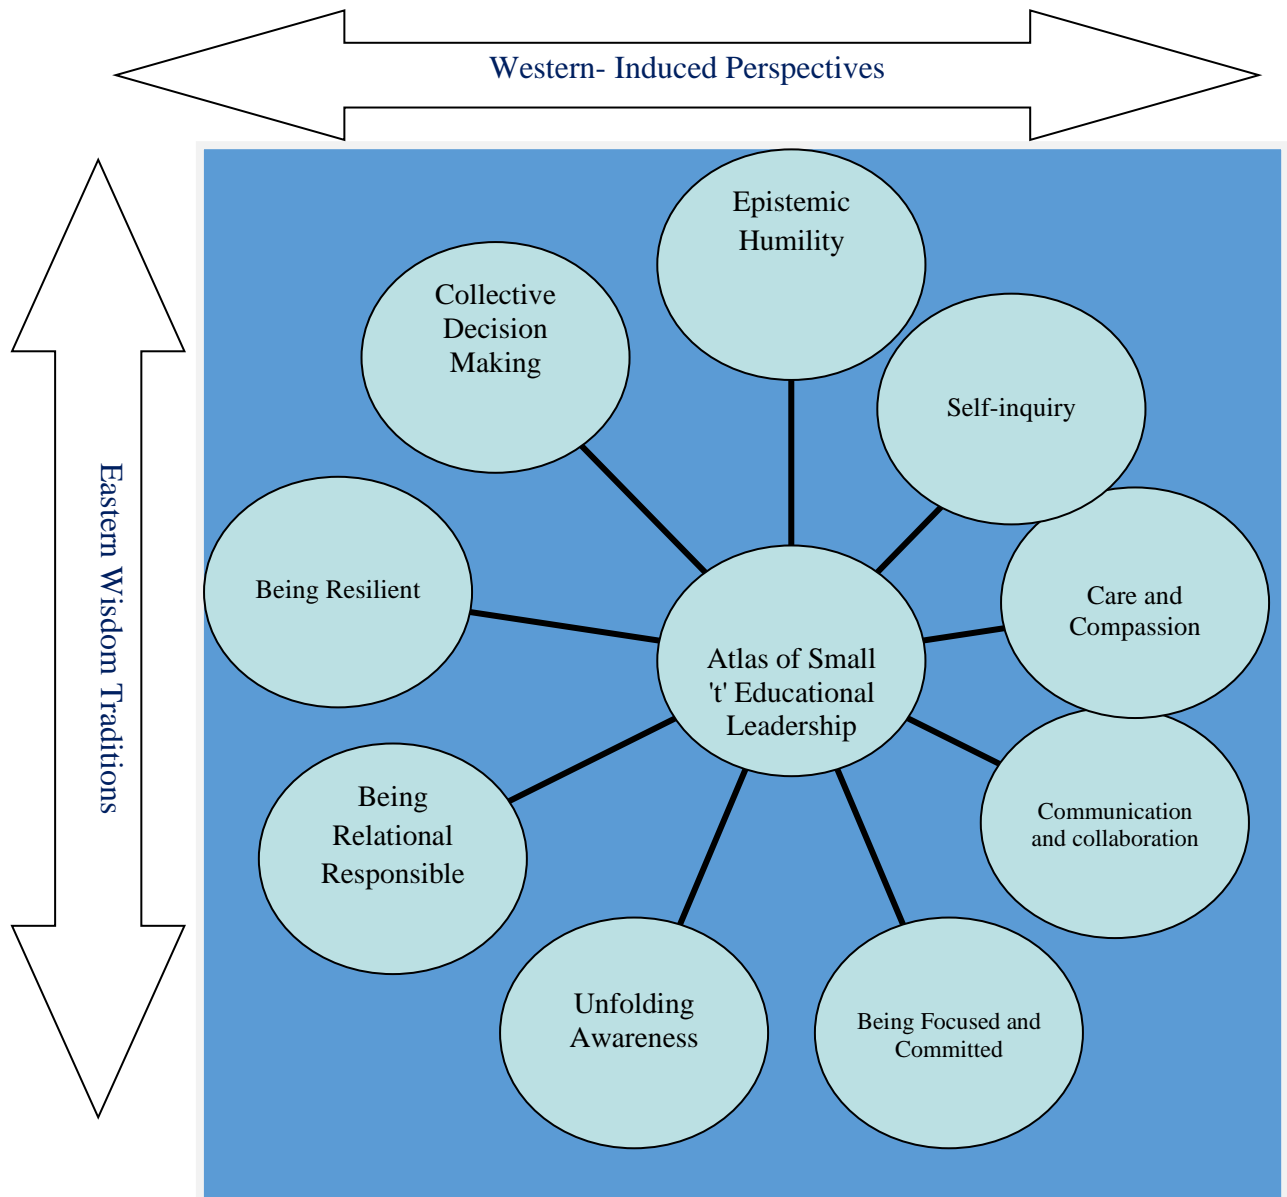 Western- Induced Perspectives
Eastern Wisdom Traditions
Epistemic
Humility
Self-inquiry
Care and
Compassion
Communication
and collaboration
Being Focused and
Committed
Unfolding
Awareness
Being
Relational
Responsible
Being Resilient
Collective
Decision
Making
Atlas of Small
't' Educational
Leadership